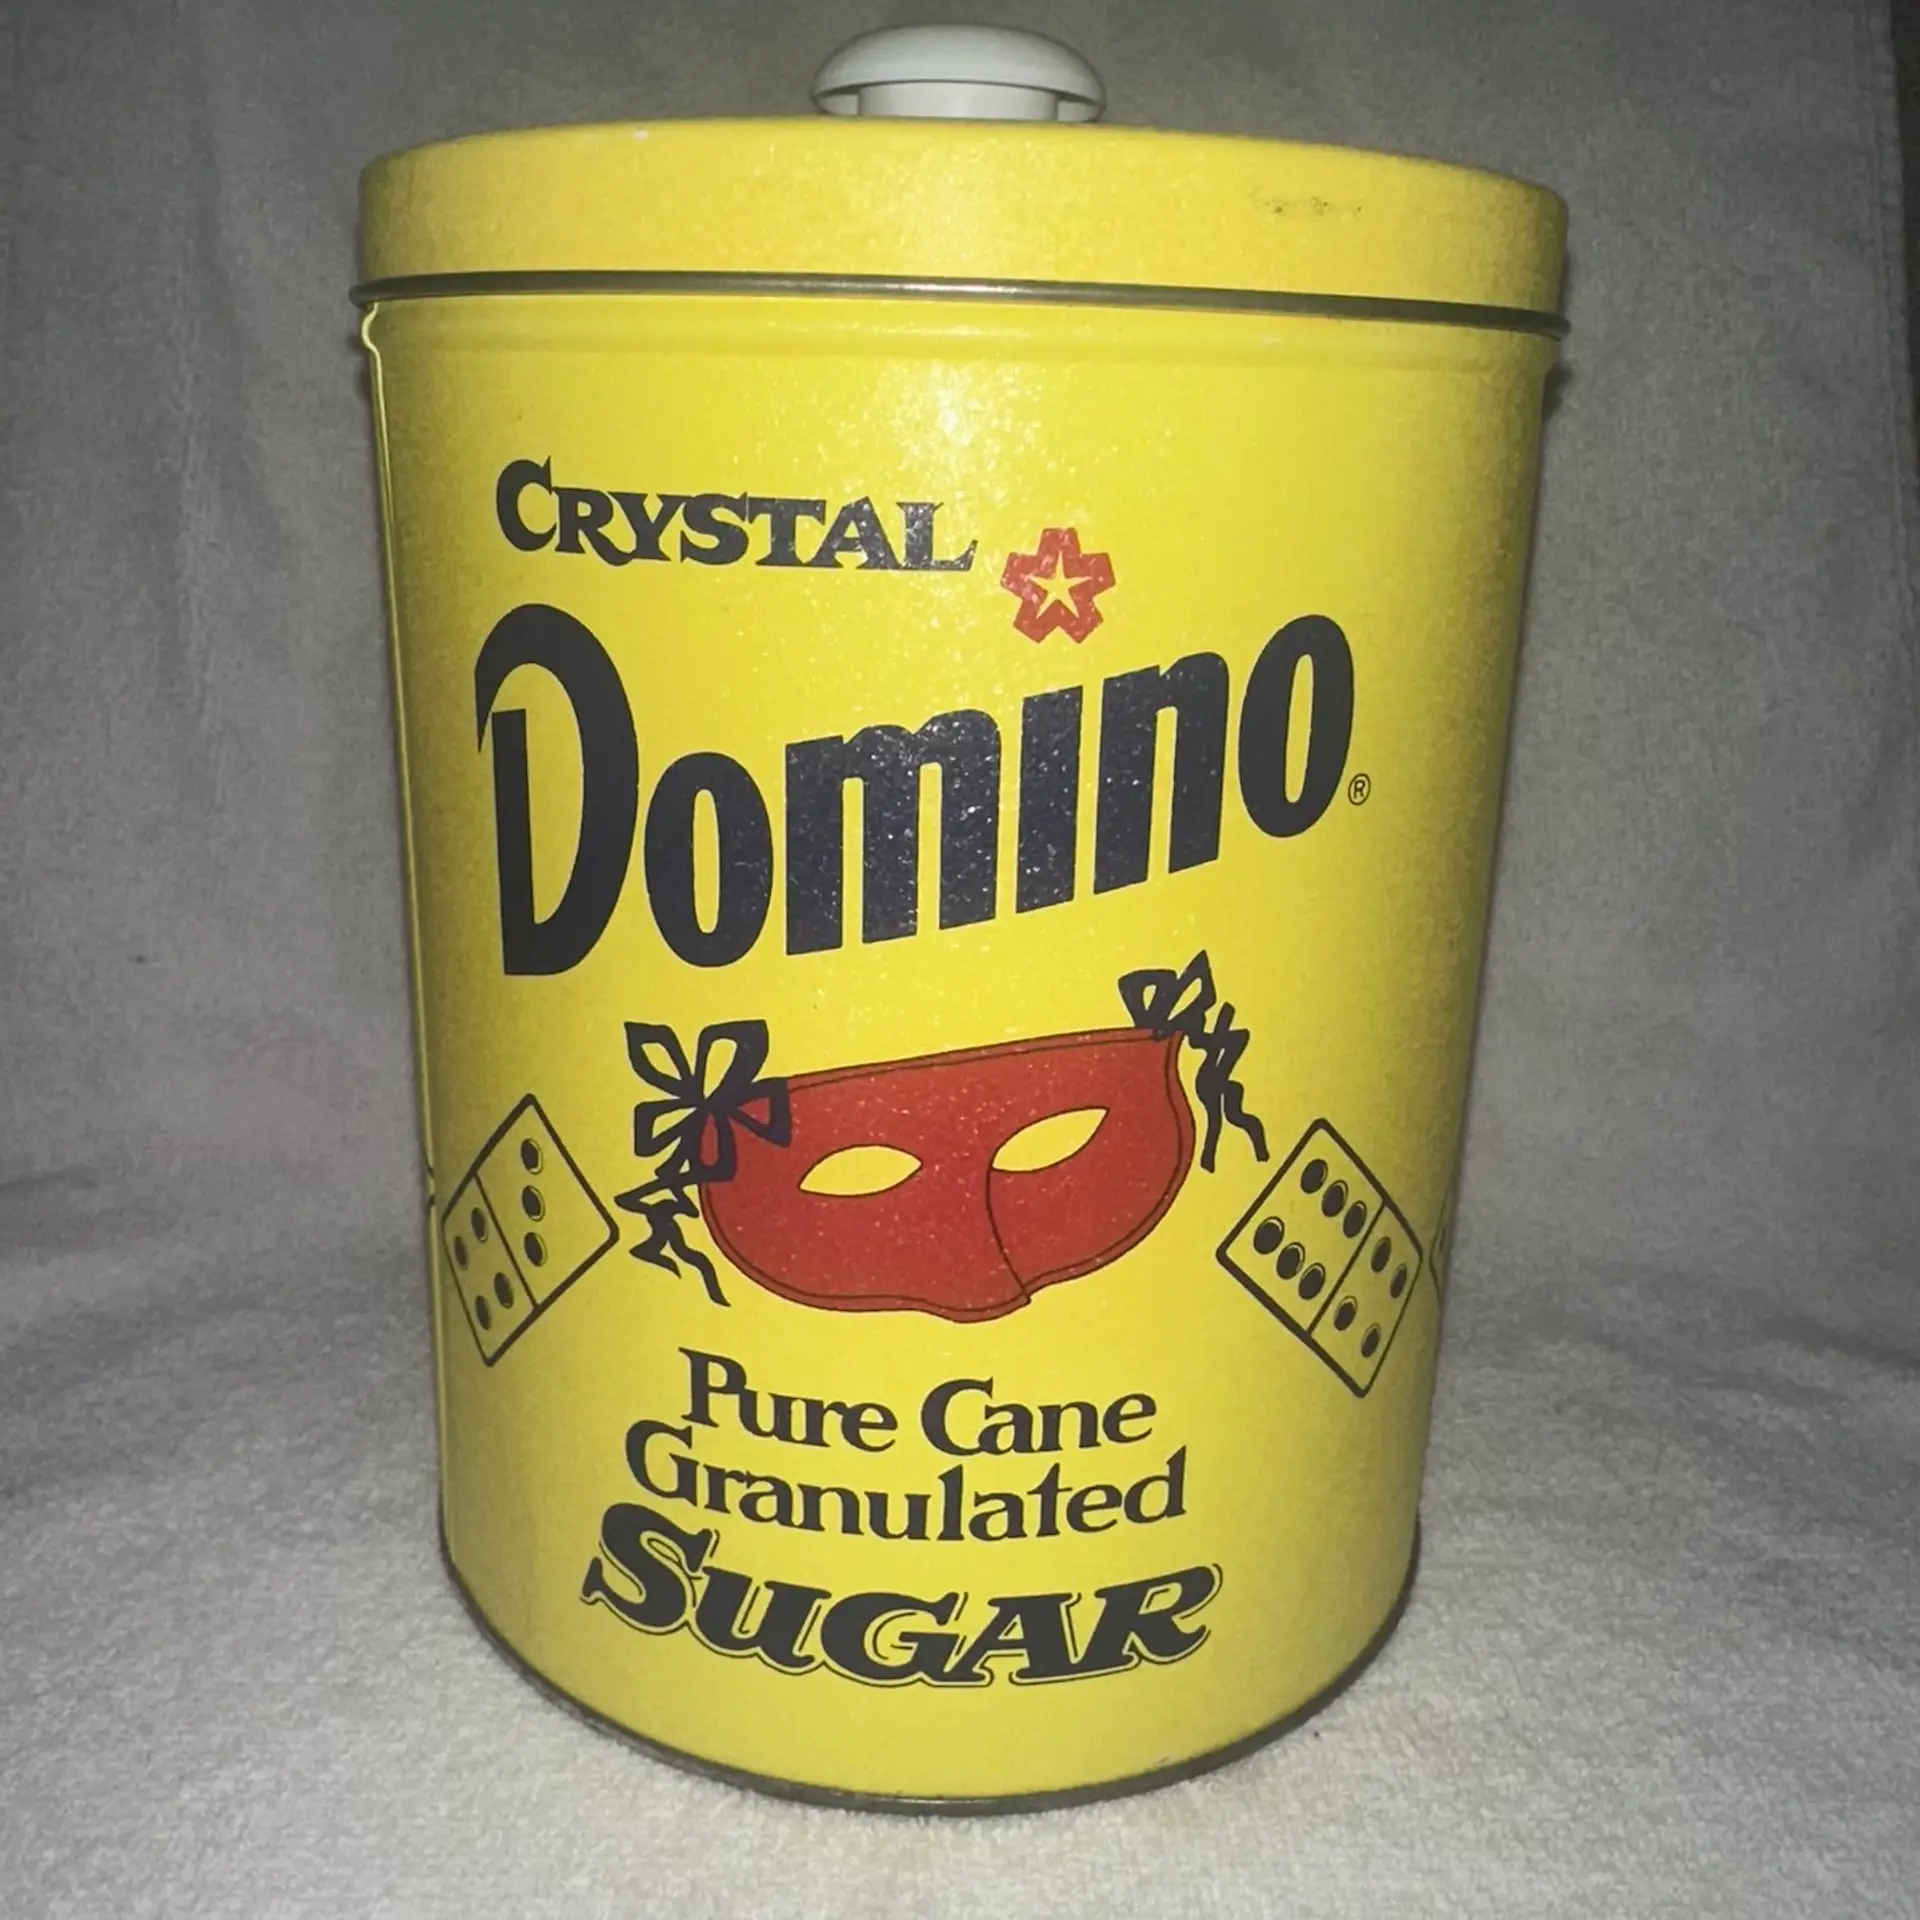 CRYSTAL
Domino®
Pure Cane
Granulated
SUGAR